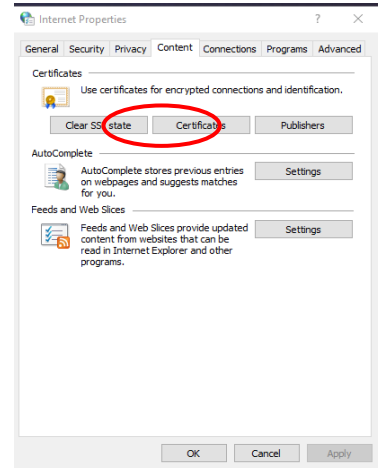 Internet Properties ? ×
General Security Privacy Content Connections Programs Advanced
Certificates
Use certificates for encrypted connections and identification.
Clear SSL state Certificates Publishers
AutoComplete
AutoComplete stores previous entries
on webpages and suggests matches
for you.
Settings
Feeds and Web Slices
Feeds and Web Slices provide updated
content from websites that can be
read in Internet Explorer and other
programs.
Settings
OK Cancel Apply